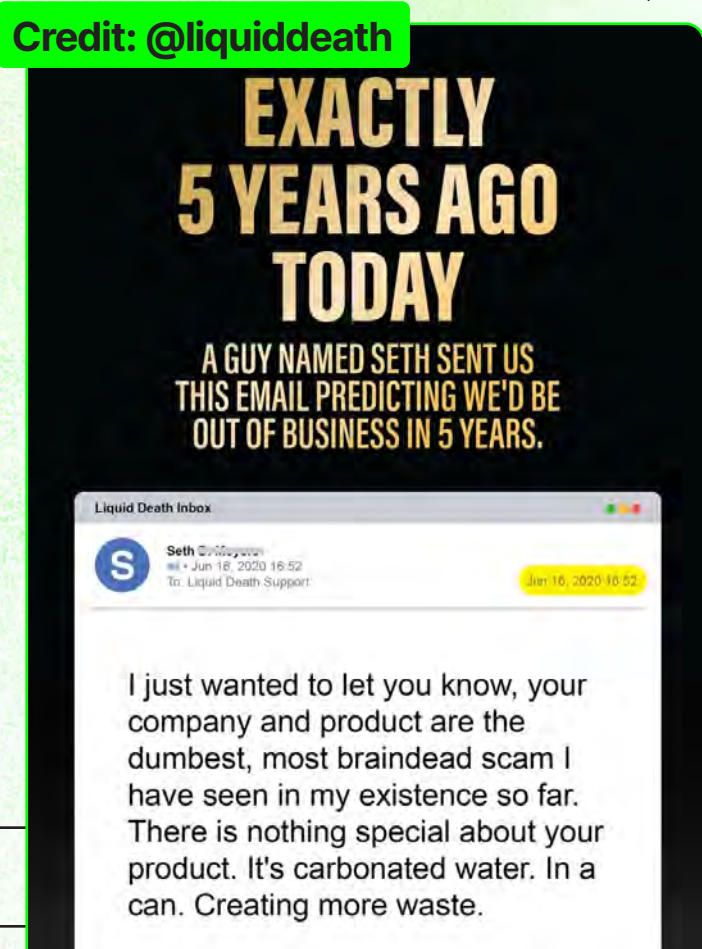 Credit: @liquiddeath
EXACTLY
5 YEARS AGO
TODAY
A GUY NAMED SETH SENT US
THIS EMAIL PREDICTING WE'D BE
OUT OF BUSINESS IN 5 YEARS.
Liquid Death Inbox
S
Seth
• Jun 16, 2020 16:52
To: Liquid Death Support
Jun 16, 2020 16:52
I just wanted to let you know, your
company and product are the
dumbest, most braindead scam I
have seen in my existence so far.
There is nothing special about your
product. It's carbonated water. In a
can. Creating more waste.